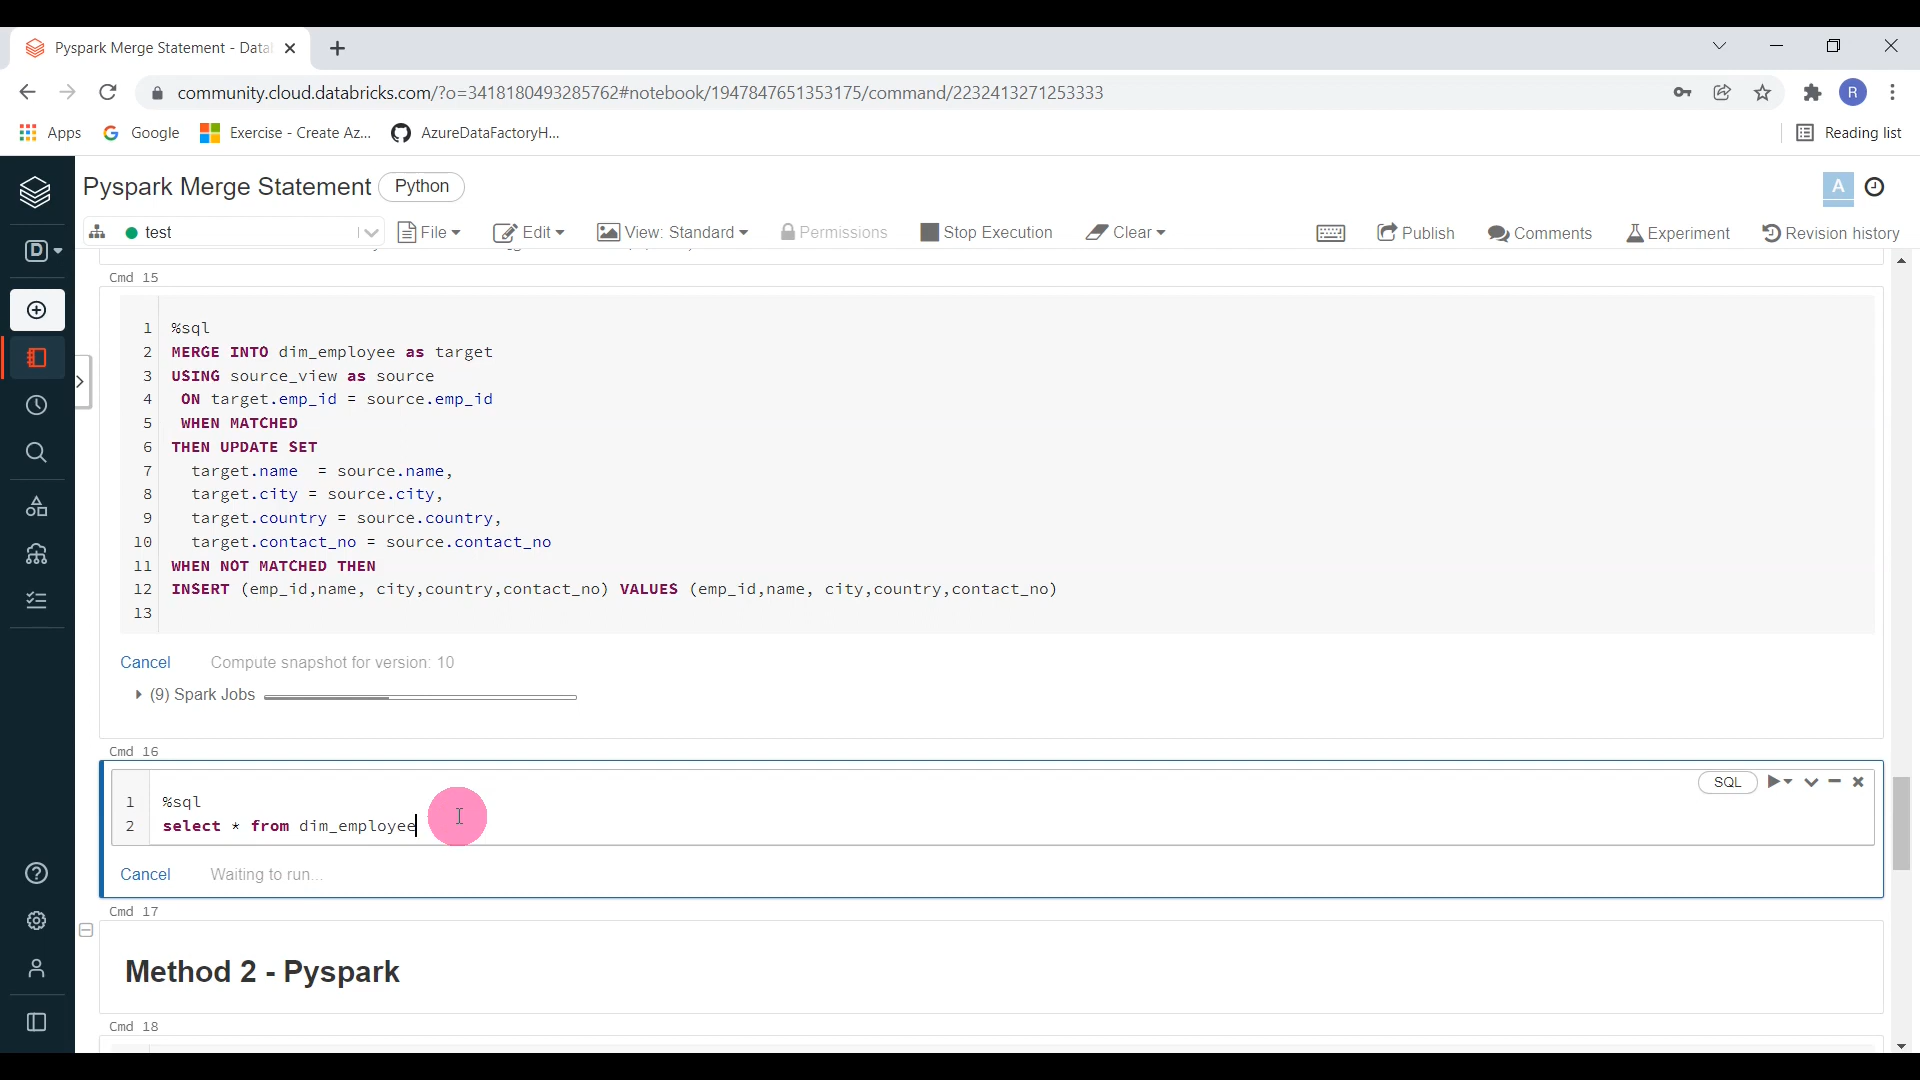 Pyspark Merge Statement - Data
community.cloud.databricks.com/?o=3418180493285762#notebook/1947847651353175/command/2232413271253333
R
Apps Google Exercise - Create Az... AzureDataFactoryH... Reading list
Pyspark Merge Statement Python
A
D
test File Edit View: Standard Permissions Stop Execution Clear Publish Comments Experiment Revision history
Cmd 15
1 %sql
2 MERGE INTO dim_employee as target
3 USING source_view as source
4 ON target.emp_id = source.emp_id
5 WHEN MATCHED
6 THEN UPDATE SET
7 target.name = source.name,
8 target.city = source.city,
9 target.country = source.country,
10 target.contact_no = source.contact_no
11 WHEN NOT MATCHED THEN
12 INSERT (emp_id,name, city,country,contact_no) VALUES (emp_id,name, city,country,contact_no)
13
Cancel Compute snapshot for version: 10
(9) Spark Jobs
Cmd 16
SQL
1 %sql
2 select * from dim_employee
Cancel Waiting to run...
Cmd 17
Method 2 - Pyspark
Cmd 18